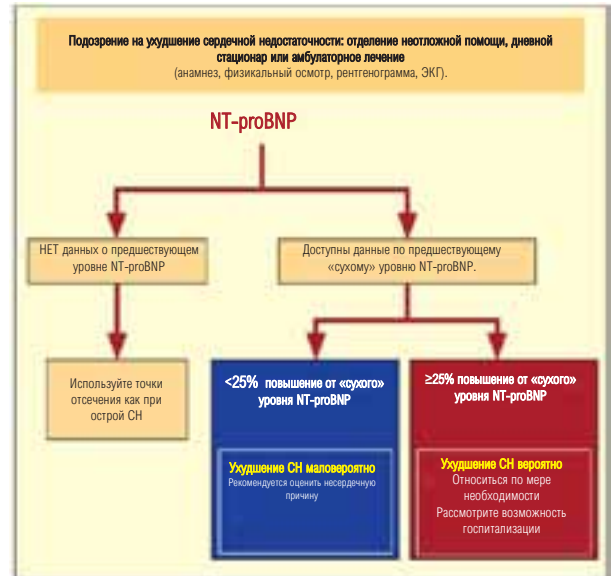 Подозрение на ухудшение сердечной недостаточности: отделение неотложной помощи, дневной
стационар или амбулаторное лечение
(анамнез, физикальный осмотр, рентгенограмма, ЭКГ).
NT-proBNP
НЕТ данных о предшествующем
уровне NT-proBNP
Доступны данные по предшествующему
«сухому» уровню NT-proBNP.
Используйте точки
отсечения как при
острой СН
<25% повышение от «сухого»
уровня NT-proBNP
Ухудшение СН маловероятно
Рекомендуется оценить несердечную
причину
≥25% повышение от «сухого»
уровня NT-proBNP
Ухудшение СН вероятно
Относиться по мере
необходимости
Рассмотрите возможность
госпитализации